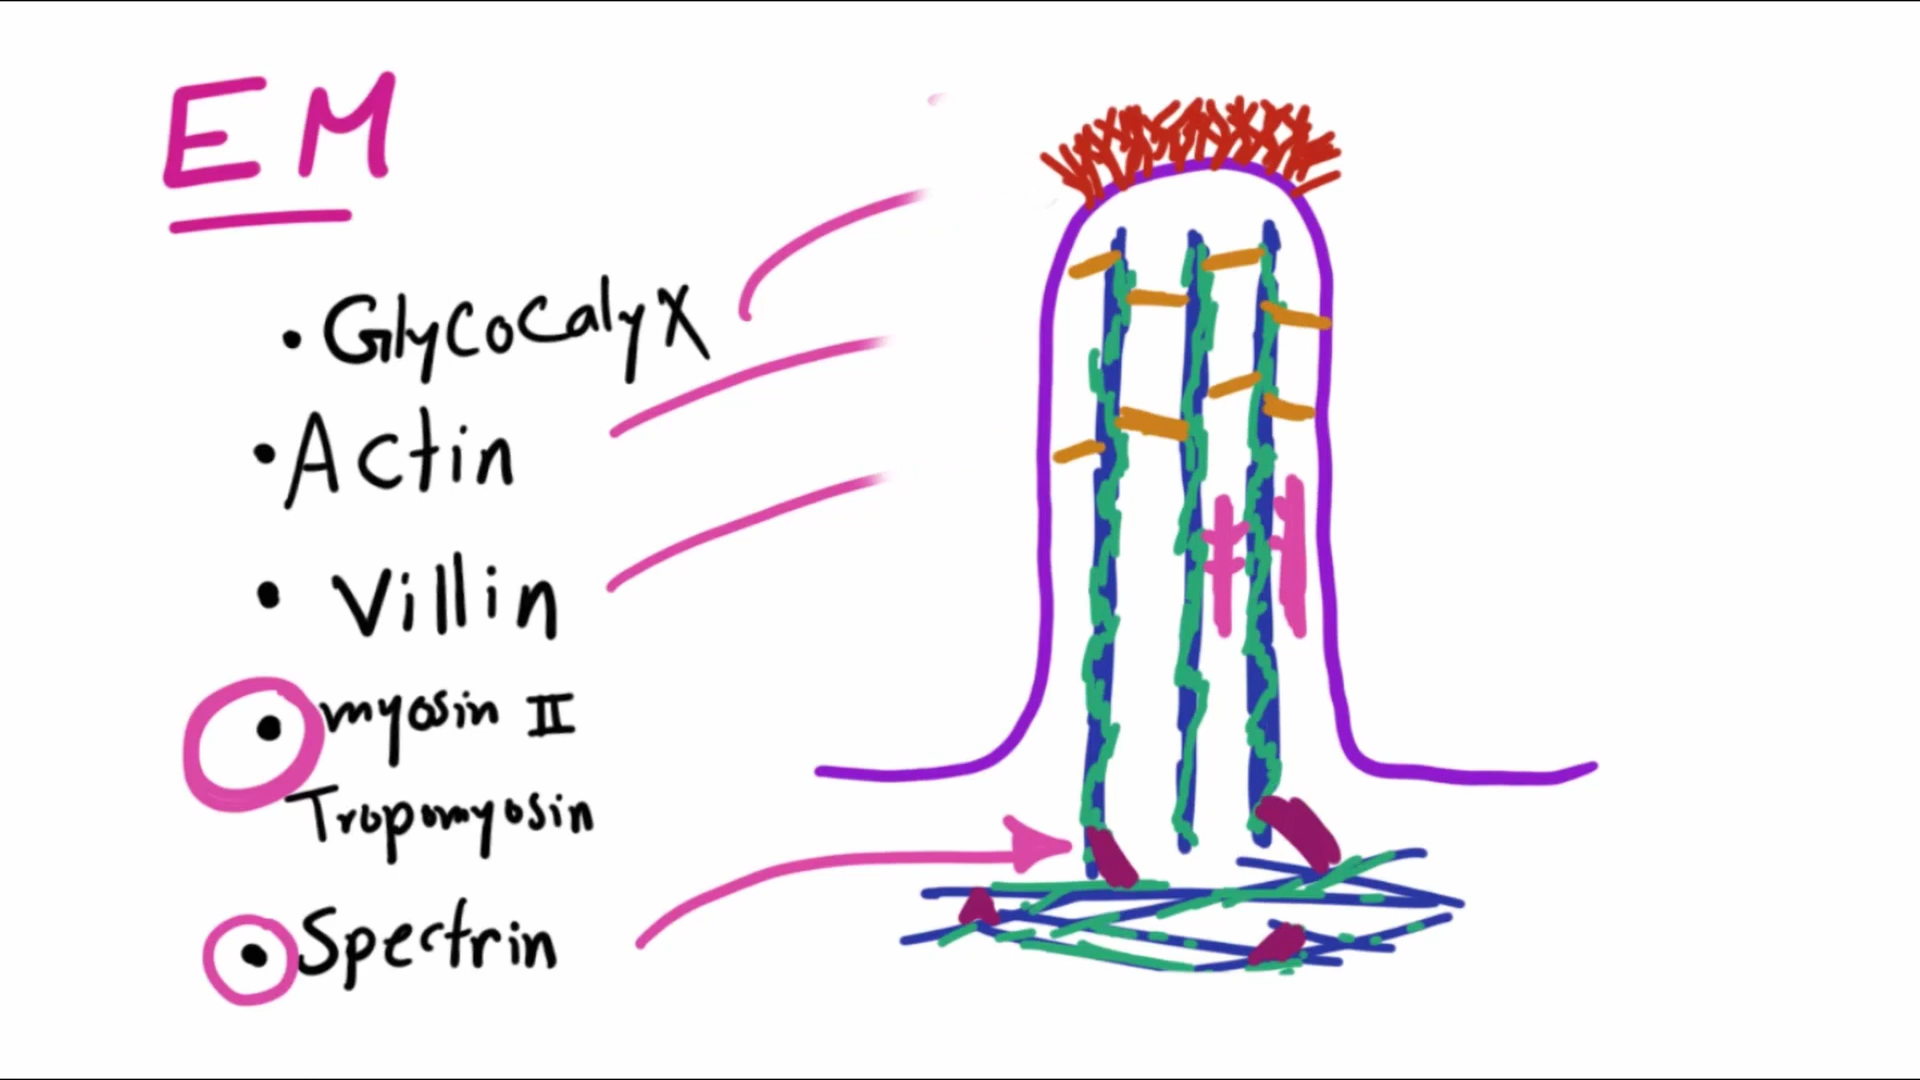 EM
• Glycocalyx
• Actin
• Villin
• myosin II
Tropomyosin
• Spectrin